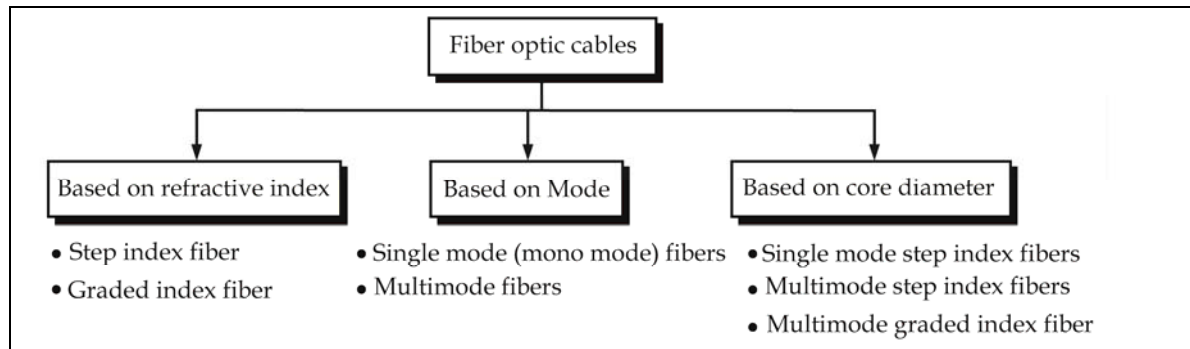 Fiber optic cables
Based on refractive index
• Step index fiber
• Graded index fiber
Based on Mode
• Single mode (mono mode) fibers
• Multimode fibers
Based on core diameter
• Single mode step index fibers
• Multimode step index fibers
• Multimode graded index fiber